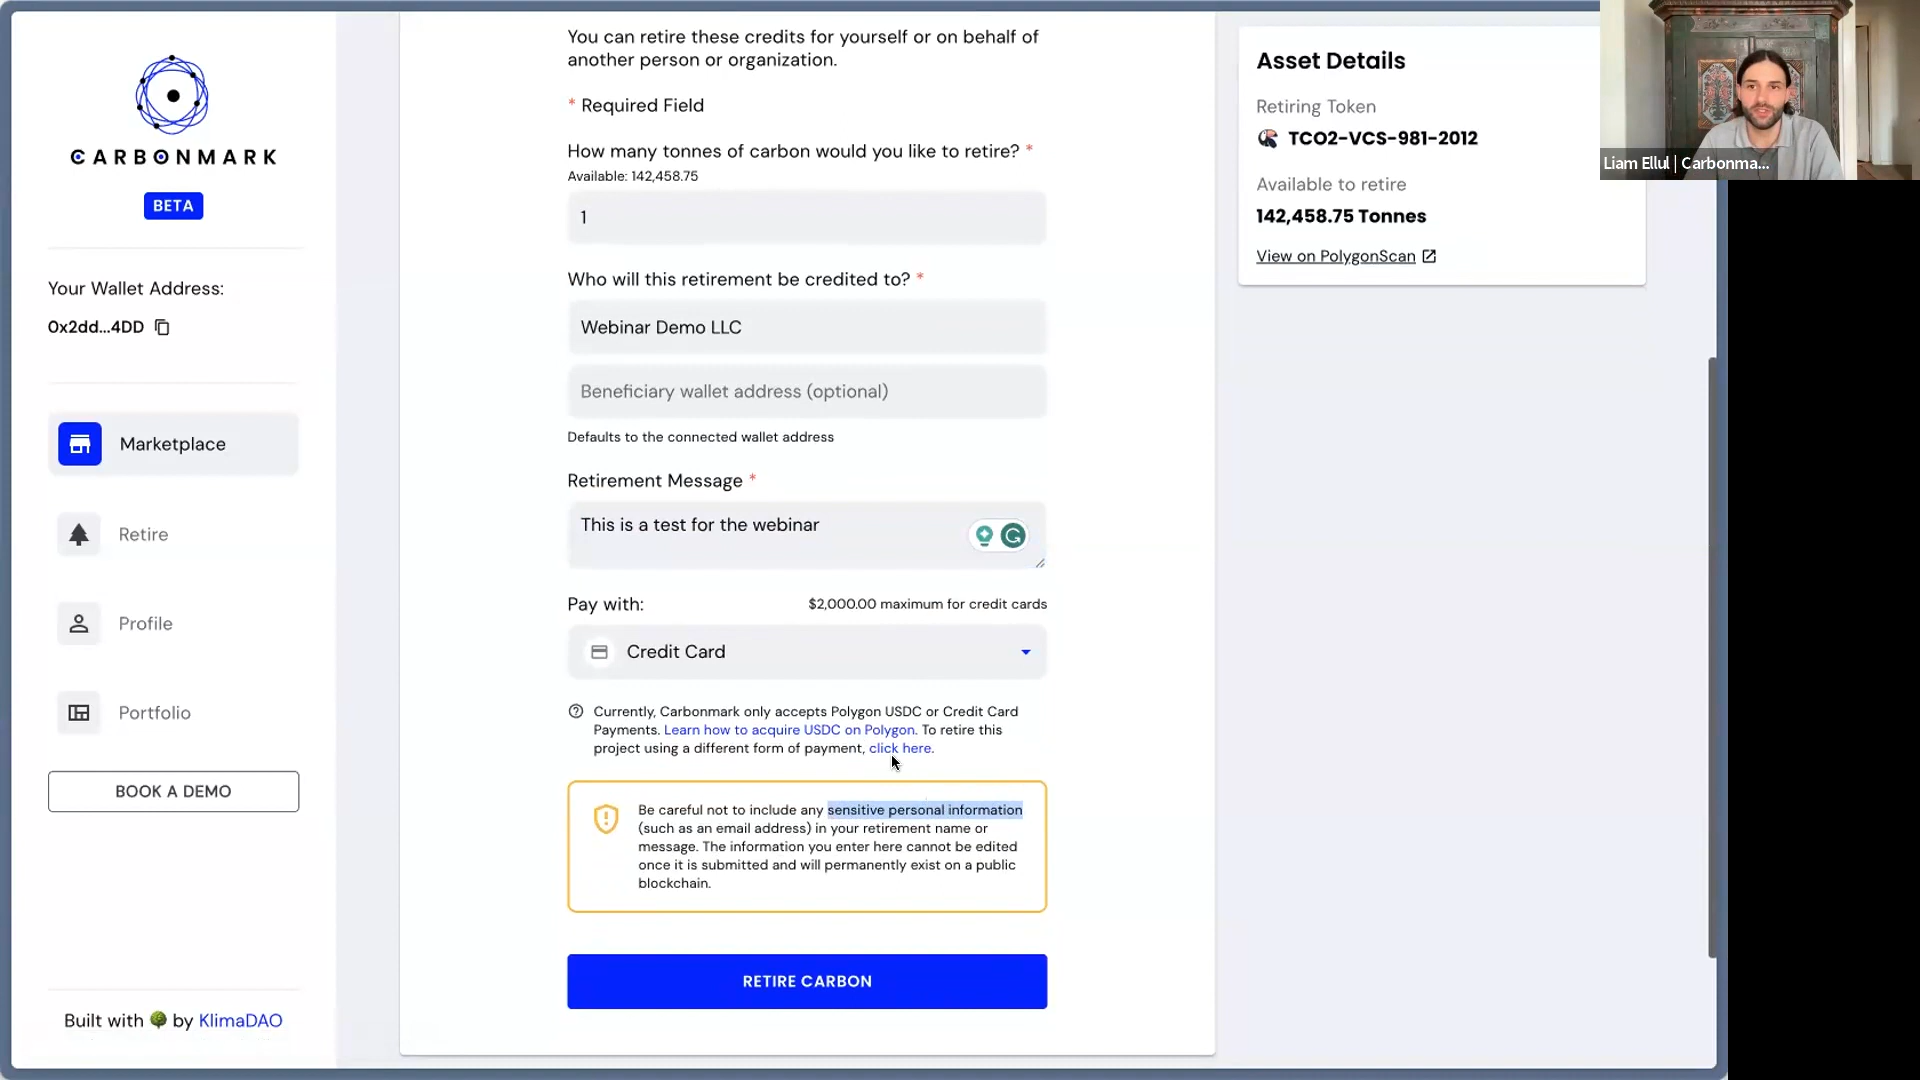 CARBONMARK
BETA
Your Wallet Address:
0x2dd...4DD
Marketplace
Retire
Profile
Portfolio
BOOK A DEMO
Built with by KlimaDAO
You can retire these credits for yourself or on behalf of
another person or organization.
* Required Field
How many tonnes of carbon would you like to retire? *
Available: 142,458.75
1
Who will this retirement be credited to? *
Webinar Demo LLC
Beneficiary wallet address (optional)
Defaults to the connected wallet address
Retirement Message *
This is a test for the webinar
Pay with:
$2,000.00 maximum for credit cards
Credit Card
Currently, Carbonmark only accepts Polygon USDC or Credit Card
Payments. Learn how to acquire USDC on Polygon. To retire this
project using a different form of payment, click here.
Be careful not to include any sensitive personal information
(such as an email address) in your retirement name or
message. The information you enter here cannot be edited
once it is submitted and will permanently exist on a public
blockchain.
RETIRE CARBON
Asset Details
Retiring Token
TCO2-VCS-981-2012
Available to retire
142,458.75 Tonnes
View on PolygonScan
Liam Ellul | Carbonma...